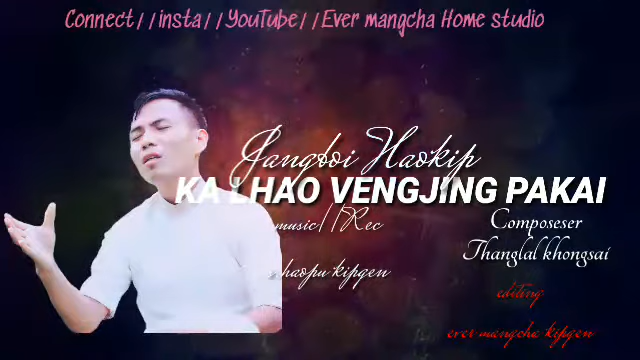 Connect//insta//YouTube//Ever mangcha Home studio
Jangboi Haokip
KA LHAO VENGJING PAKAI
music//Rec
Composeser
Thanglal khongsai
kipgen
editing
ever mangcha kipgen